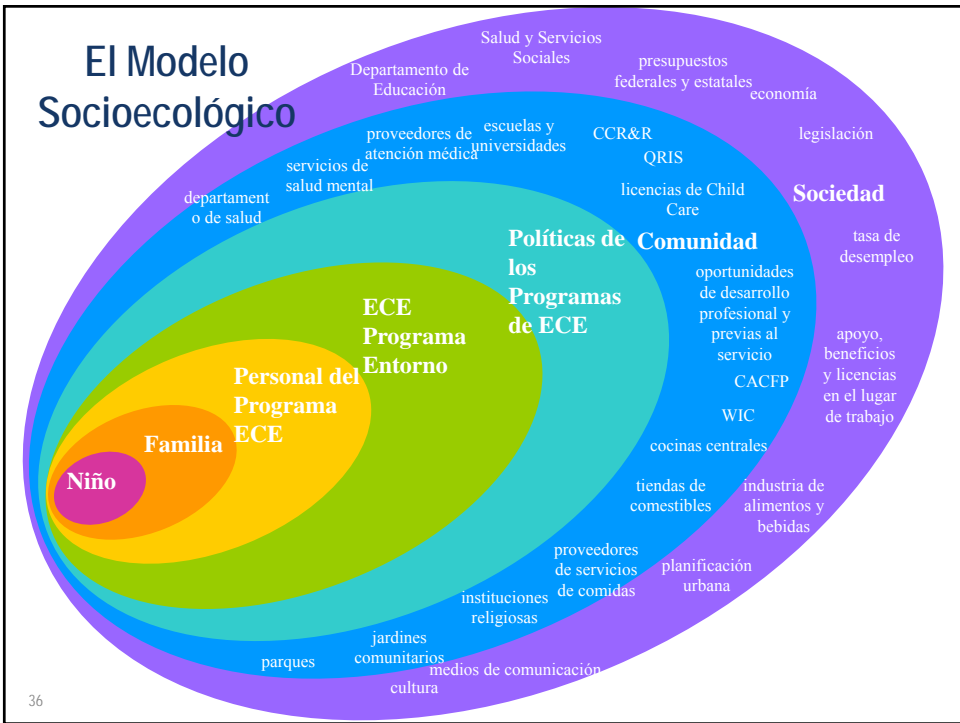 El Modelo
Socioecológico
Salud y Servicios
Sociales
Departamento de
Educación
presupuestos
federales y estatales
economía
legislación
Sociedad
tasa de
desempleo
apoyo,
beneficios
y licencias
en el lugar
de trabajo
industria de
alimentos y
bebidas
planificación
urbana
medios de comunicación
cultura
departament
o de salud
servicios de
salud mental
proveedores de
atención médica
escuelas y
universidades
CCR&R
QRIS
licencias de Child
Care
Comunidad
oportunidades
de desarrollo
profesional y
previas al
servicio
CACFP
WIC
cocinas centrales
tiendas de
comestibles
proveedores
de servicios
de comidas
instituciones
religiosas
jardines
comunitarios
parques
Políticas de
los
Programas
de ECE
ECE
Programa
Entorno
Personal del
Programa
ECE
Familia
Niño
36